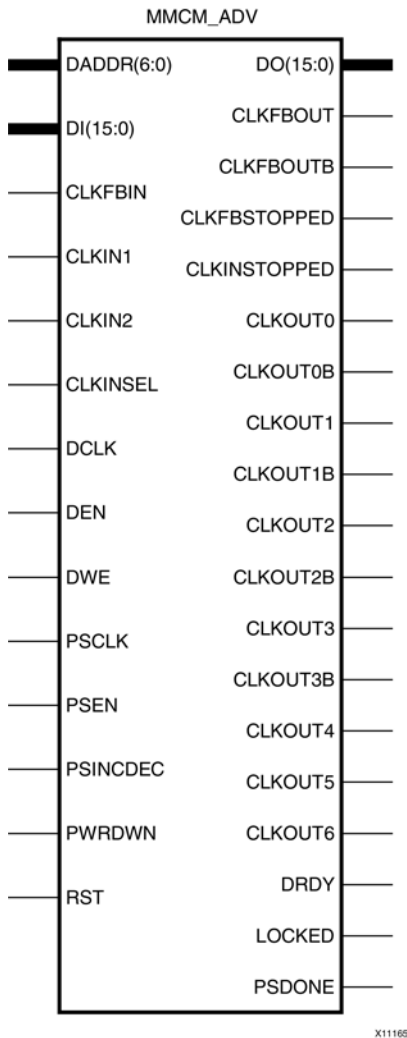 MMCM_ADV
DADDR(6:0)
DO(15:0)
DI(15:0)
CLKFBOUT
CLKFBOUTB
CLKFBIN
CLKFBSTOPPED
CLKIN1
CLKINSTOPPED
CLKIN2
CLKOUT0
CLKINSEL
CLKOUT0B
CLKOUT1
DCLK
CLKOUT1B
DEN
CLKOUT2
DWE
CLKOUT2B
CLKOUT3
PSCLK
CLKOUT3B
PSEN
CLKOUT4
PSINCDEC
CLKOUT5
PWRDWN
CLKOUT6
DRDY
RST
LOCKED
PSDONE
X11165